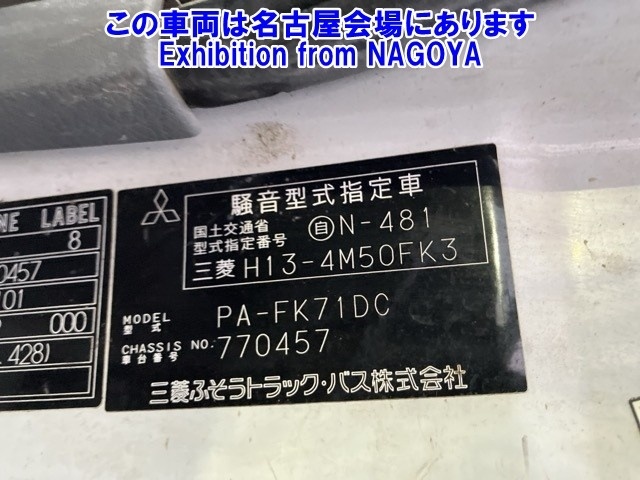 この車両は名古屋会場にあります
Exhibition from NAGOYA
NE LABEL
8
0457
01
000
428)
騒音型式指定車
国土交通省
型式指定番号 自N-481
三菱 H13-4M50FK3
MODEL
型式 PA-FK71DC
CHASSIS NO.
車台番号 770457
三菱ふそうトラック・バス株式会社